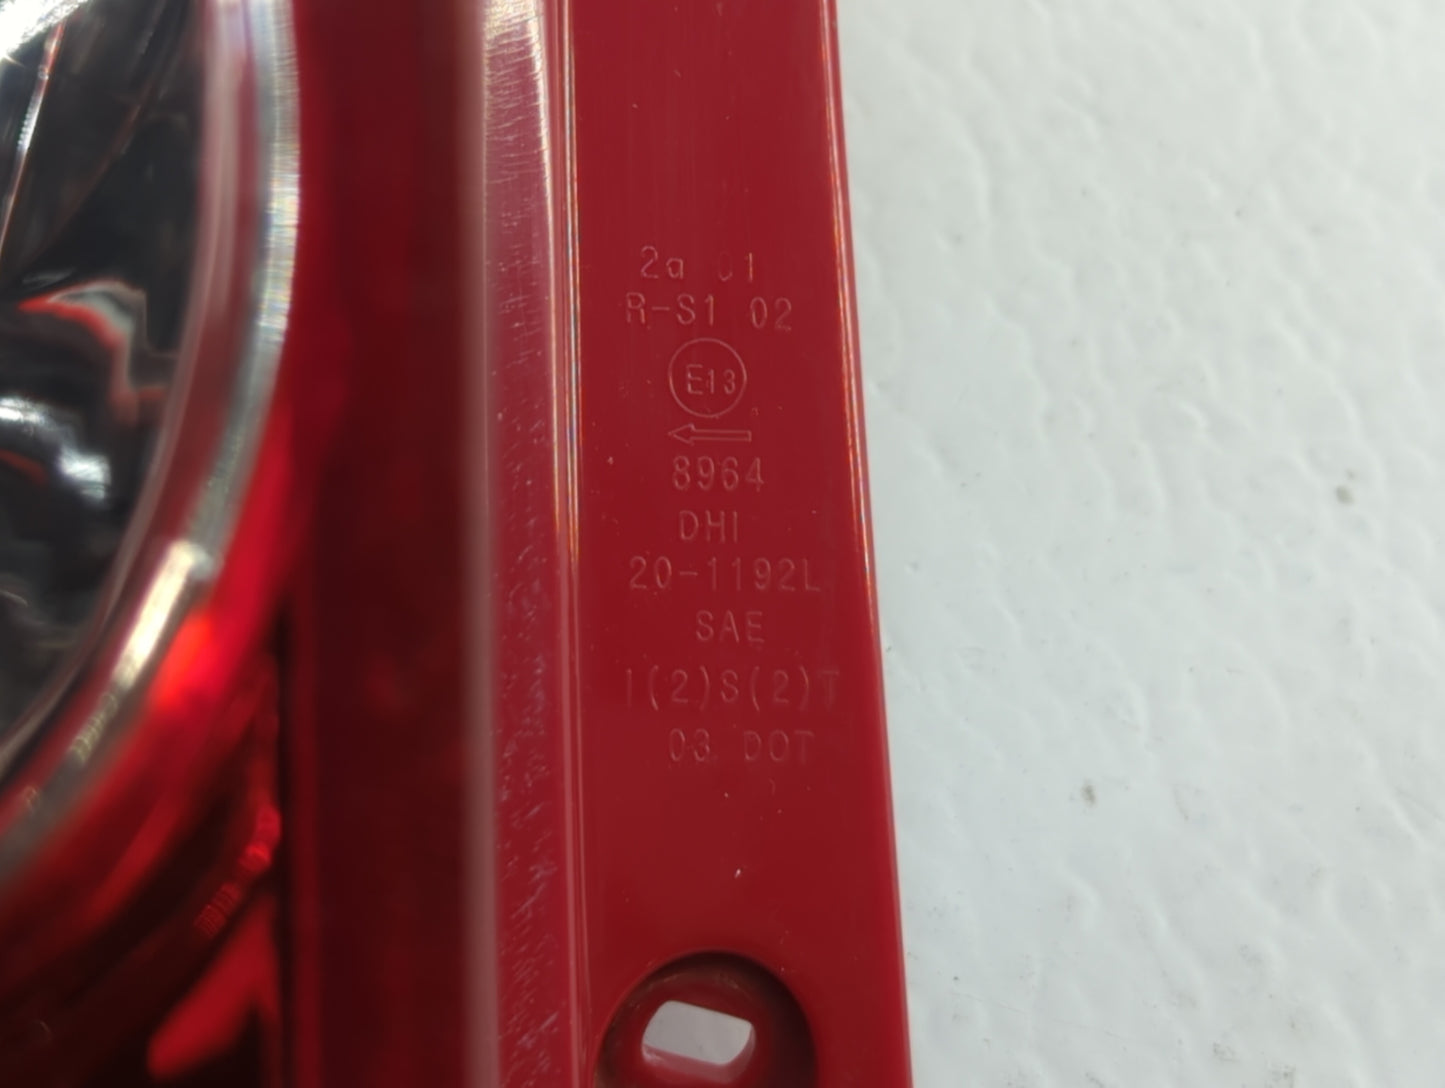 2a 01
R-S1 02
E13
8964
DHI
20-1192L
SAE
I(2)S(2)T
03 DOT